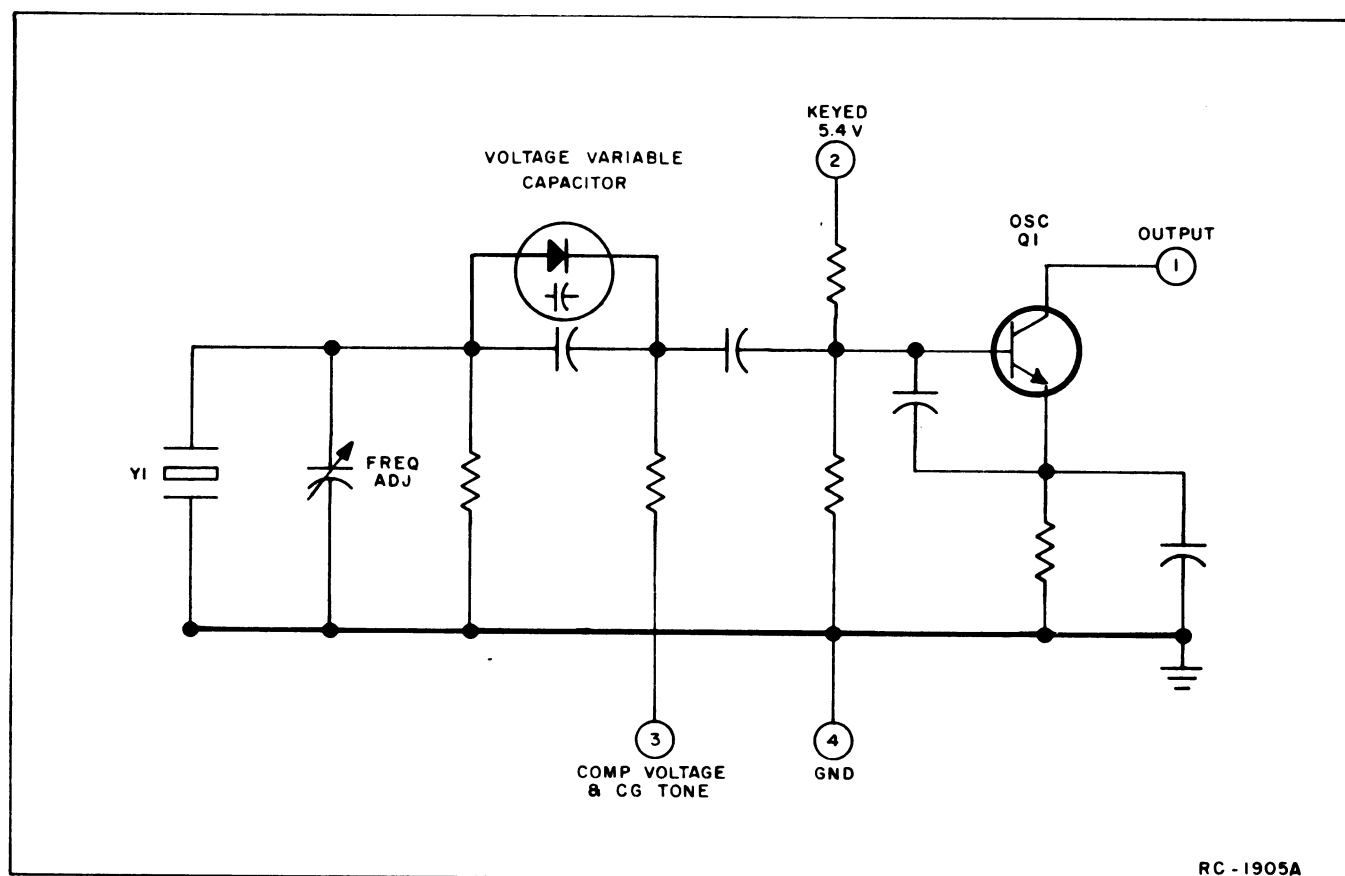 KEYED
5.4 V
2
VOLTAGE VARIABLE
CAPACITOR
OSC
Q1
OUTPUT
1
Y1
FREQ
ADJ
3
COMP VOLTAGE
& CG TONE
4
GND
RC-1905A